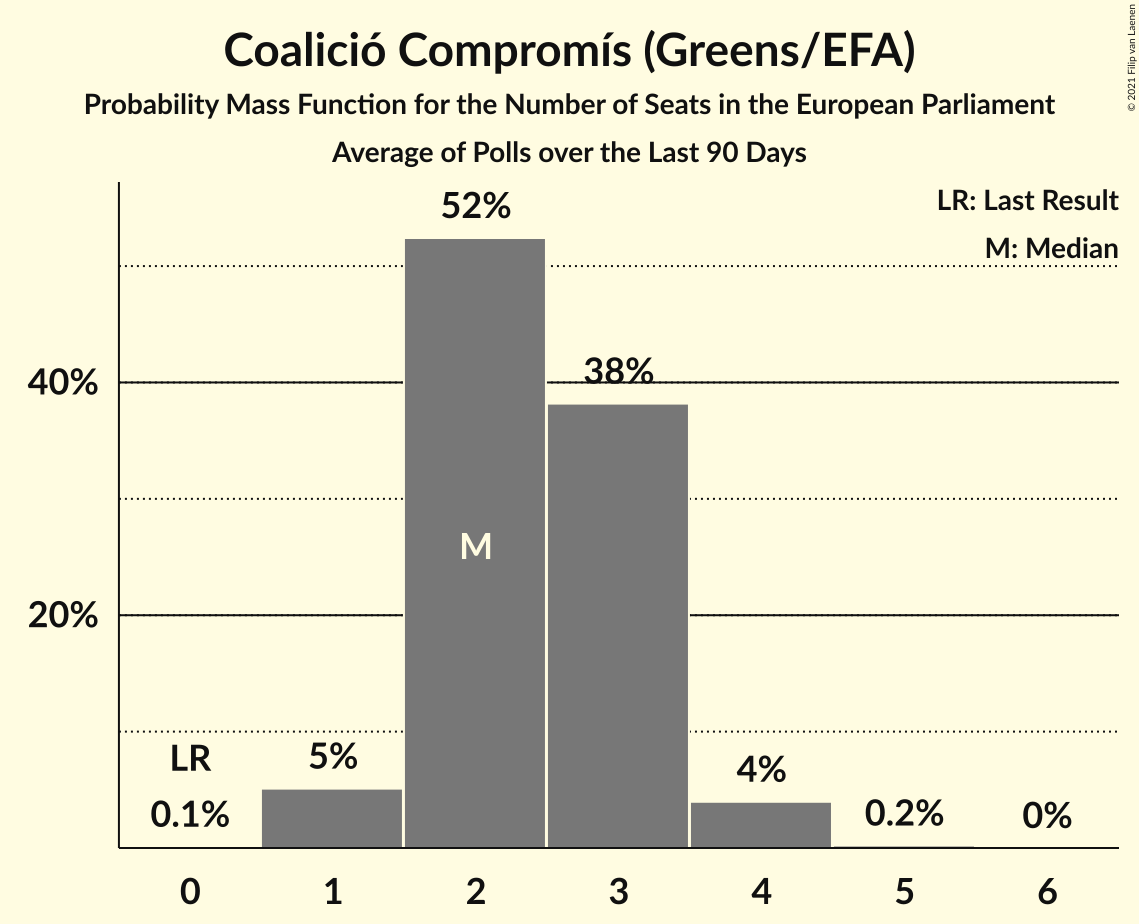 Coalició Compromís (Greens/EFA)
Probability Mass Function for the Number of Seats in the European Parliament
Average of Polls over the Last 90 Days
© 2021 Filip van Laenen
LR: Last Result
M: Median
52%
38%
40%
M
20%
LR
5%
4%
0.1%
0.2%
0%
0 1 2 3 4 5 6